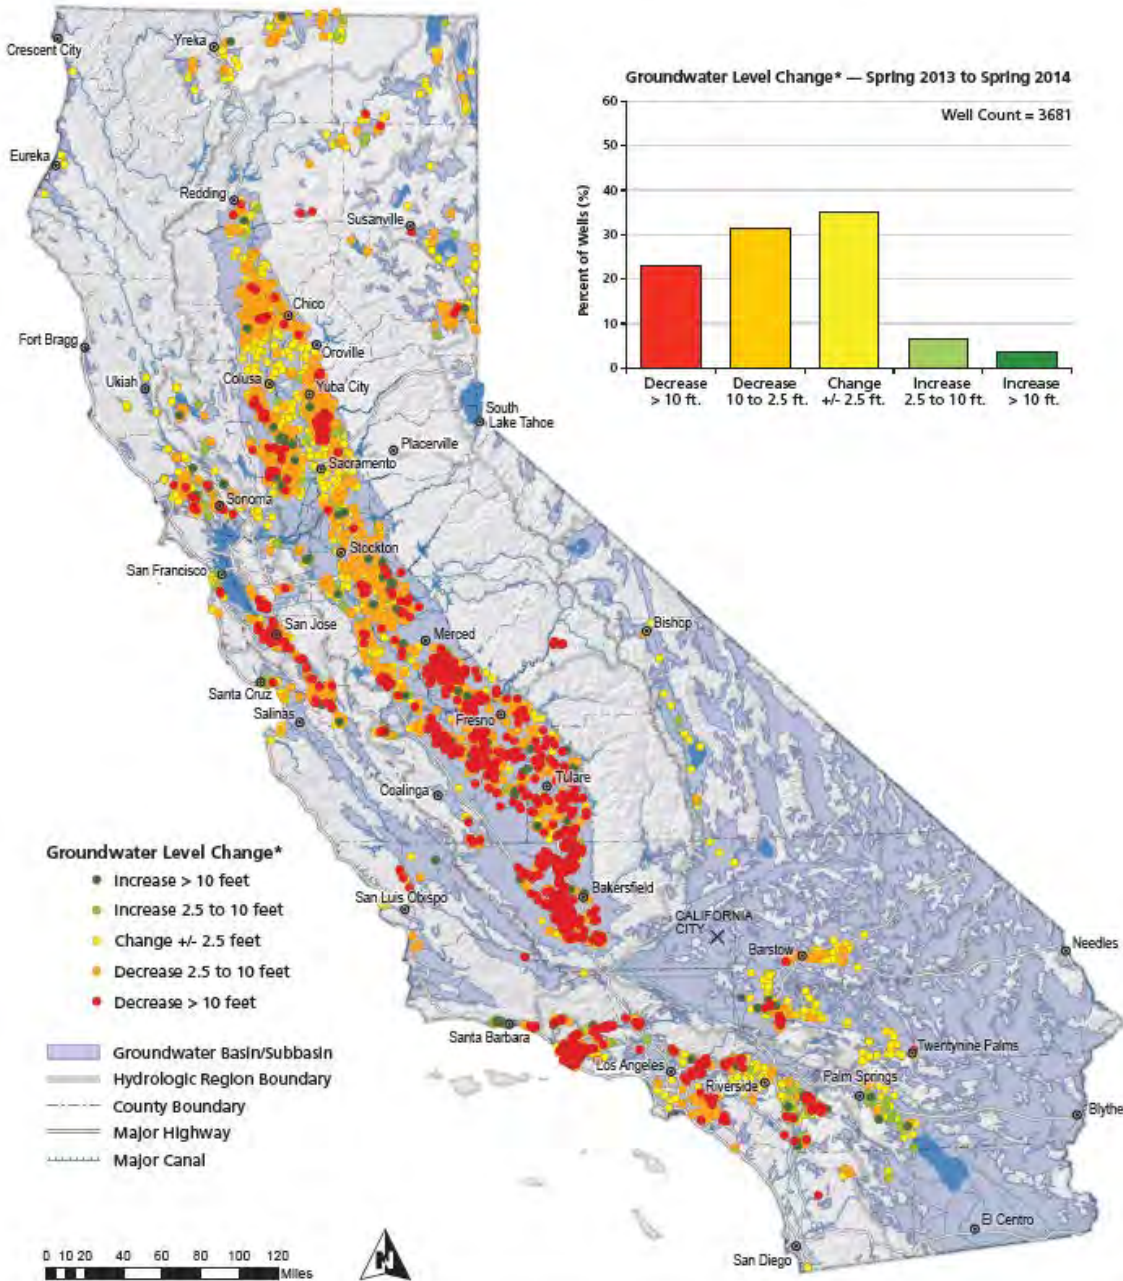 Crescent City
Yreka
Eureka
Redding
Susanville
Chico
Fort Bragg
Oroville
Ukiah
Colusa
Yuba City
South
Lake Tahoe
Placerville
Sacramento
Sonoma
Stockton
San Francisco
San Jose
Merced
Bishop
Santa Cruz
Salinas
Fresno
Tulare
Coalinga
Bakersfield
San Luis Obispo
CALIFORNIA
CITY
Barstow
Needles
Santa Barbara
Los Angeles
Twentynine Palms
Palm Springs
Riverside
Blythe
El Centro
San Diego
Groundwater Level Change* — Spring 2013 to Spring 2014
Well Count = 3681
Percent of Wells (%)
60
50
40
30
20
10
0
Decrease
> 10 ft.
Decrease
10 to 2.5 ft.
Change
+/- 2.5 ft.
Increase
2.5 to 10 ft.
Increase
> 10 ft.
Groundwater Level Change*
Increase > 10 feet
Increase 2.5 to 10 feet
Change +/- 2.5 feet
Decrease 2.5 to 10 feet
Decrease > 10 feet
Groundwater Basin/Subbasin
Hydrologic Region Boundary
County Boundary
Major Highway
Major Canal
0 10 20 40 60 80 100 120
Miles
N